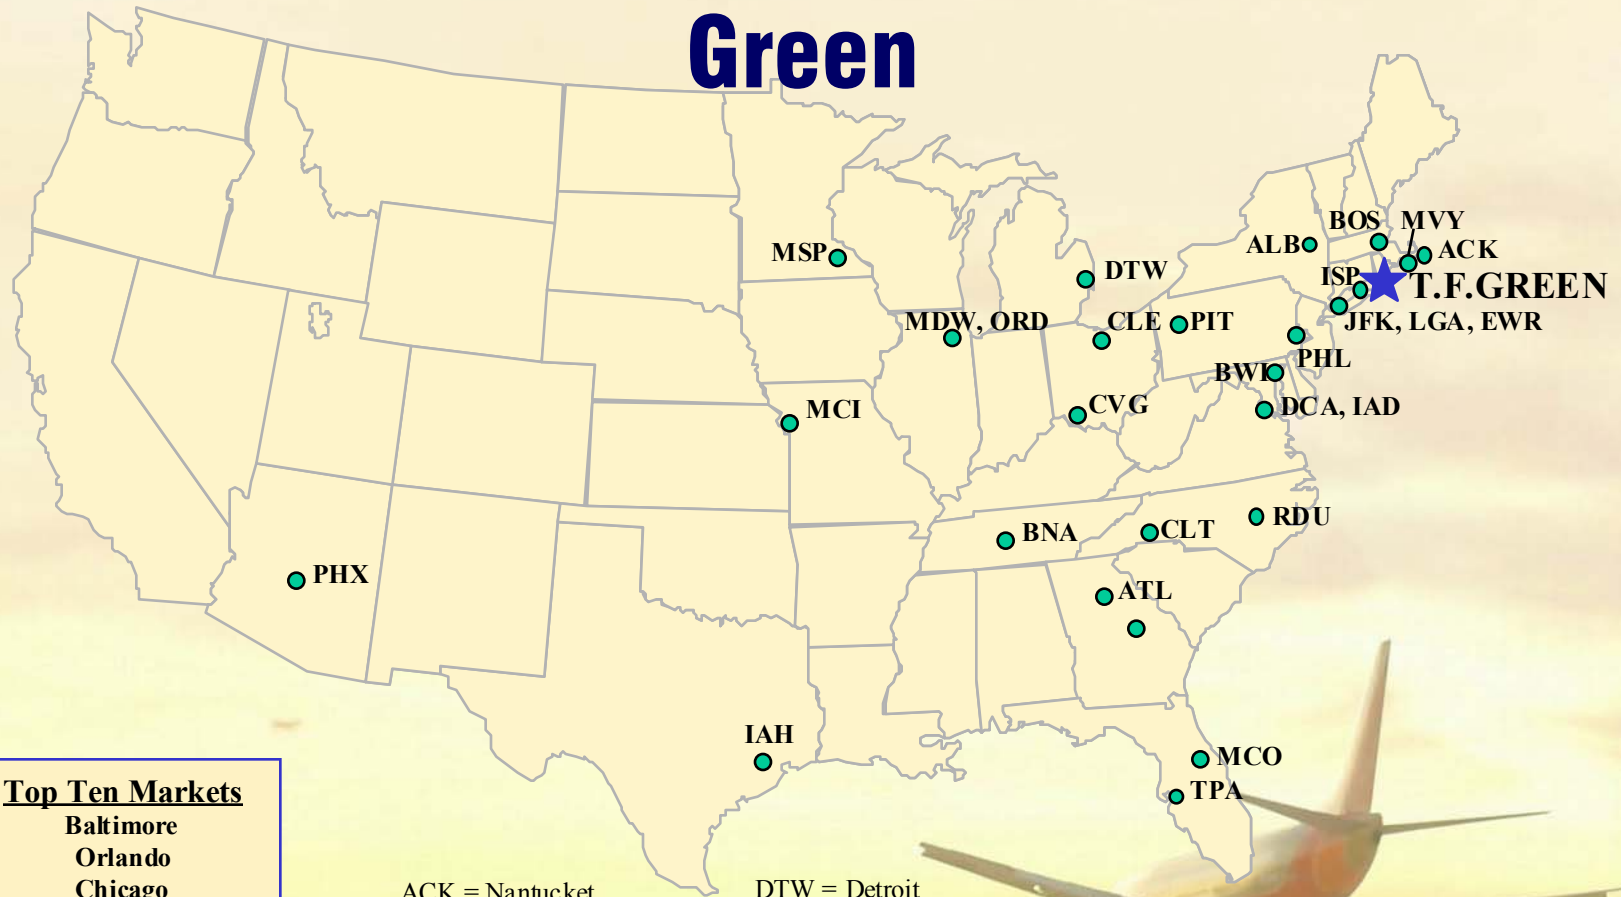 Green
BOS MVY
ALB ACK
MSP DTW ISP T.F.GREEN
MDW, ORD CLE PIT JFK, LGA, EWR
PHL
BWI
MCI CVG DCA, IAD
BNA CLT RDU
PHX ATL
IAH
MCO
TPA
Top Ten Markets
Baltimore
Orlando
Chicago
ACK = Nantucket
DTW = Detroit